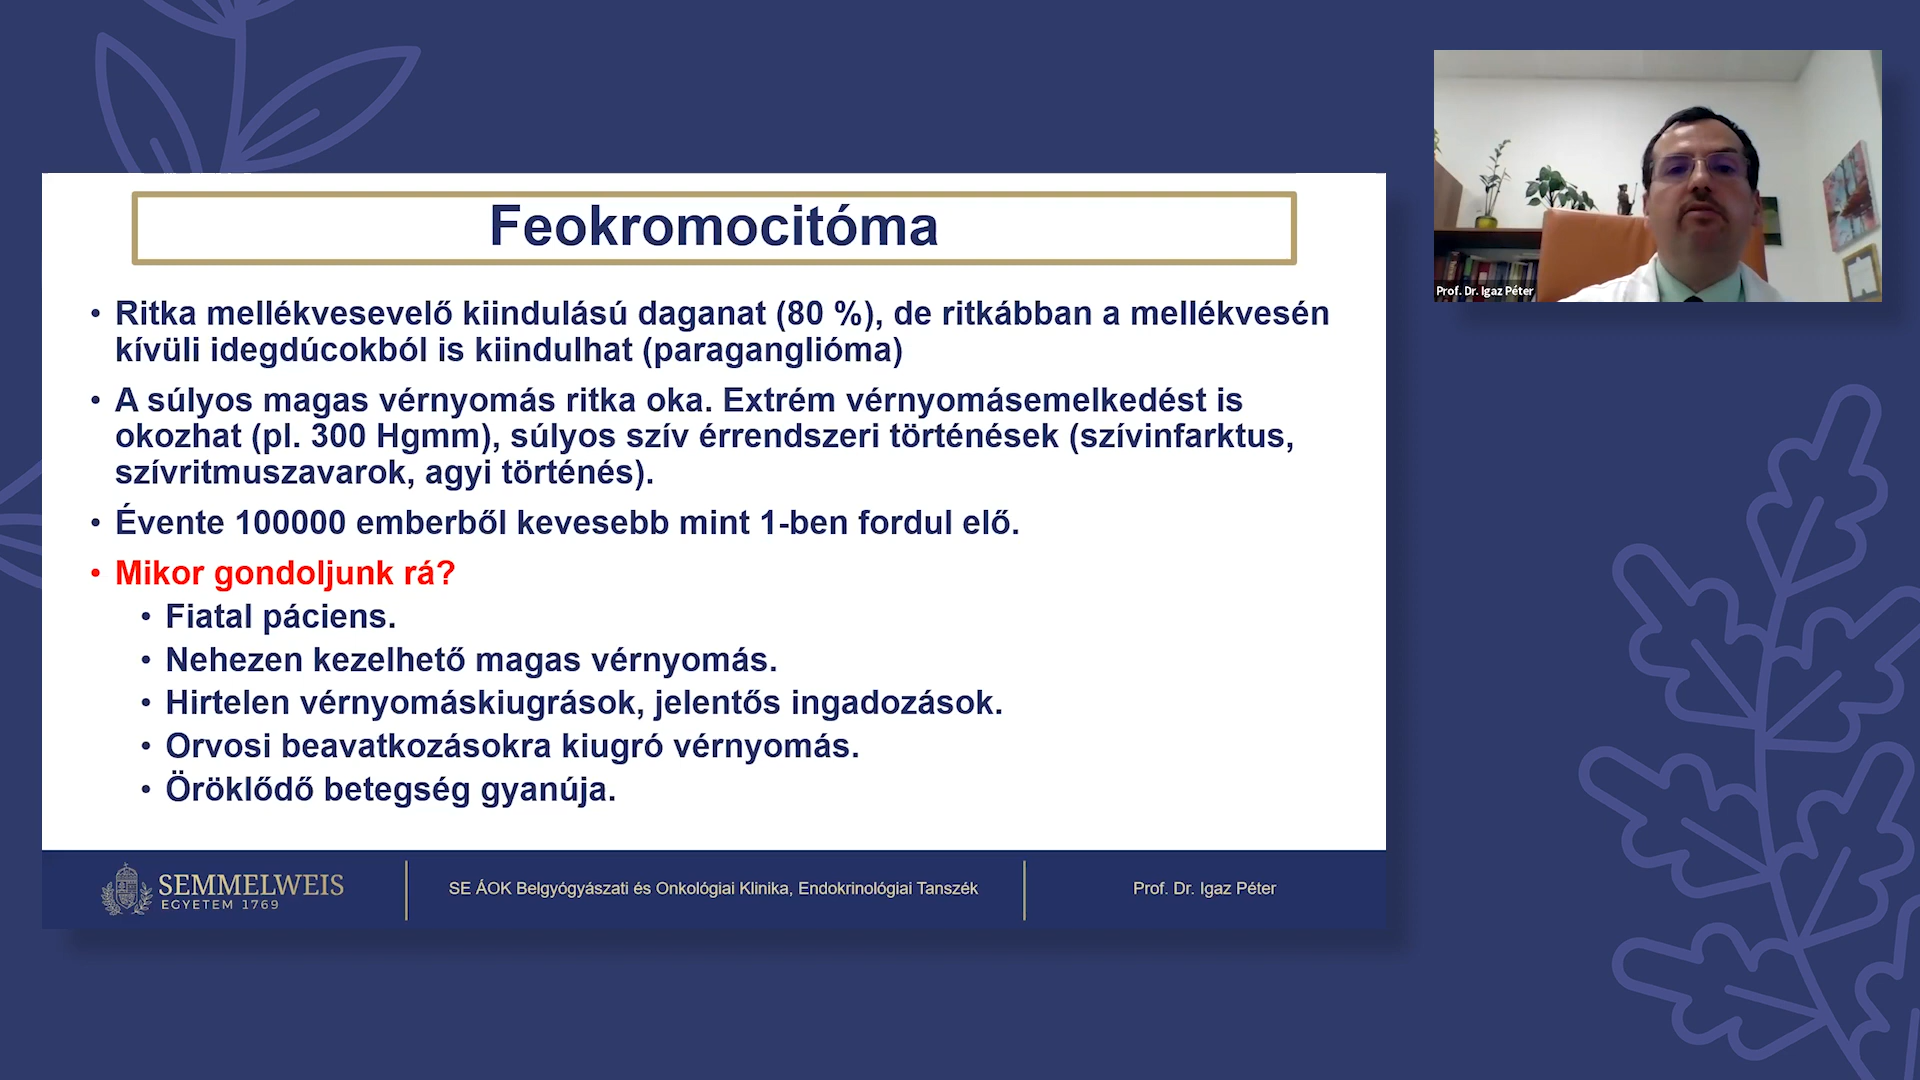 Feokromocitóma
• Ritka mellékvesevelő kiindulású daganat (80 %), de ritkábban a mellékvesén
kívüli idegdúcokból is kiindulhat (paraganglióma)
• A súlyos magas vérnyomás ritka oka. Extrém vérnyomásemelkedést is
okozhat (pl. 300 Hgmm), súlyos szív érrendszeri történések (szívinfarktus,
szívritmuszavarok, agyi történés).
• Évente 100000 emberből kevesebb mint 1-ben fordul elő.
• Mikor gondoljunk rá?
• Fiatal páciens.
• Nehezen kezelhető magas vérnyomás.
• Hirtelen vérnyomáskiugrások, jelentős ingadozások.
• Orvosi beavatkozásokra kiugró vérnyomás.
• Öröklődő betegség gyanúja.
SEMMELWEIS
EGYETEM 1769
SE ÁOK Belgyógyászati és Onkológiai Klinika, Endokrinológiai Tanszék
Prof. Dr. Igaz Péter
Prof. Dr. Igaz Péter